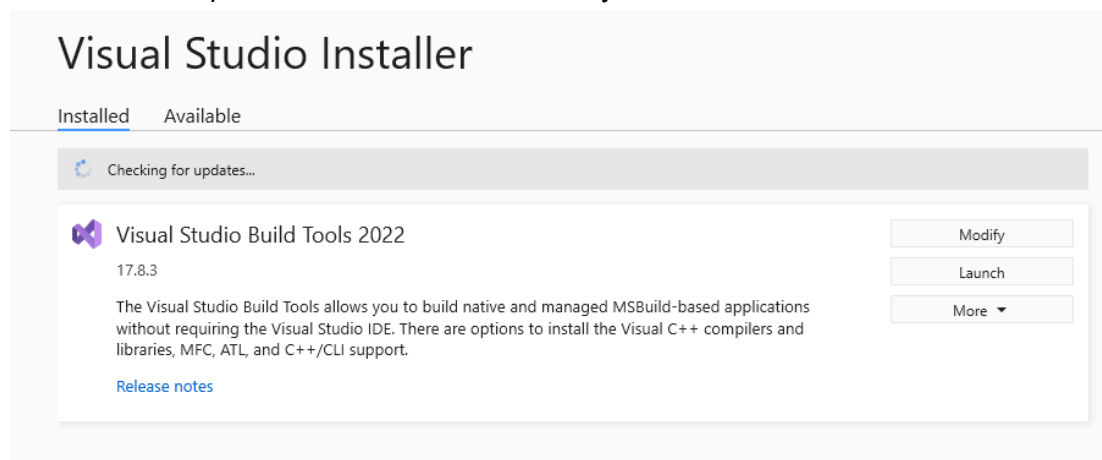 Visual Studio Installer
Installed Available
Checking for updates...
Visual Studio Build Tools 2022
Modify
17.8.3
Launch
The Visual Studio Build Tools allows you to build native and managed MSBuild-based applications
More
without requiring the Visual Studio IDE. There are options to install the Visual C++ compilers and
libraries, MFC, ATL, and C++/CLI support.
Release notes